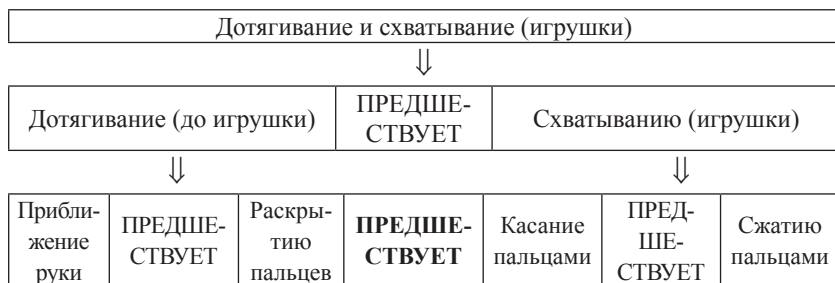 Дотягивание и схватывание (игрушки)
⇓
Дотягивание (до игрушки)
ПРЕДШЕ-
СТВУЕТ
Схватыванию (игрушки)
⇓ ⇓
Прибли-
жение
руки
ПРЕДШЕ-
СТВУЕТ
Раскры-
тию
пальцев
ПРЕДШЕ-
СТВУЕТ
Касание
пальцами
ПРЕД-
ШЕ-
СТВУЕТ
Сжатию
пальцами